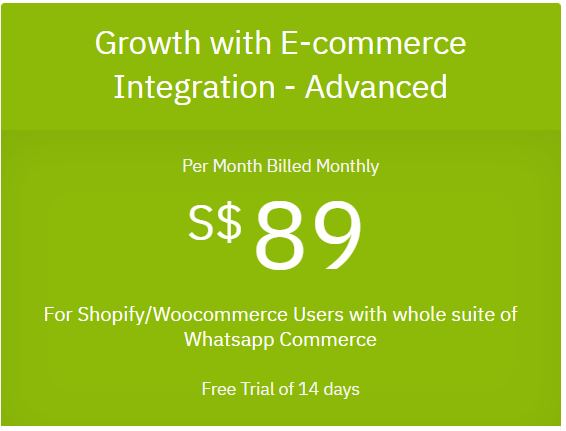 Growth with E-commerce
Integration - Advanced
Per Month Billed Monthly
S$ 89
For Shopify/Woocommerce Users with whole suite of
Whatsapp Commerce
Free Trial of 14 days